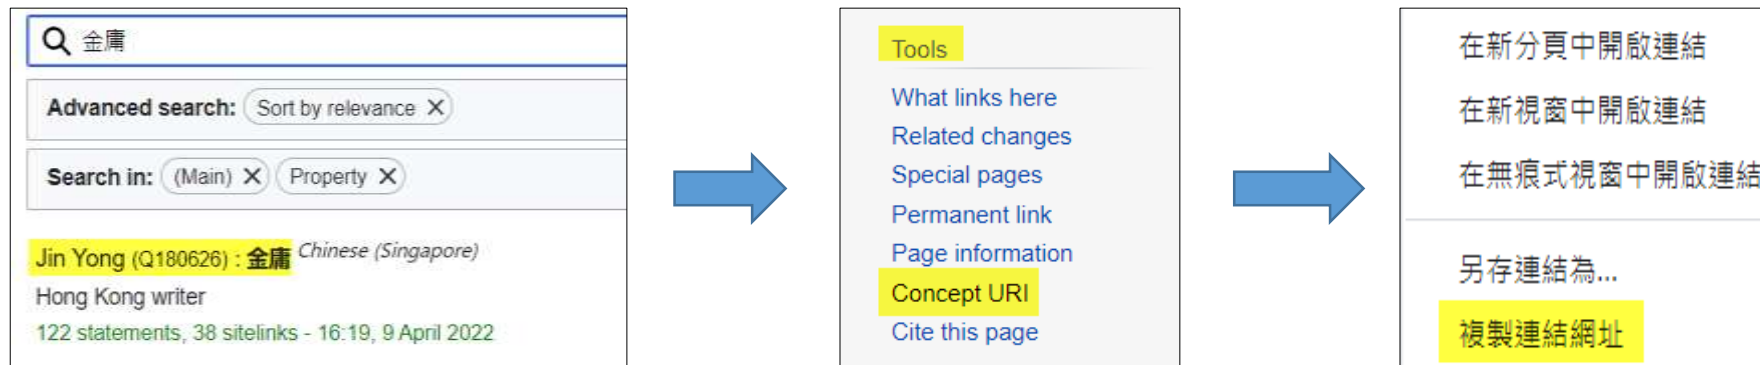 金庸
Advanced search: Sort by relevance ×
Search in: (Main) × Property ×
Jin Yong (Q180626) : 金庸 Chinese (Singapore)
Hong Kong writer
122 statements, 38 sitelinks - 16:19, 9 April 2022
Tools
What links here
Related changes
Special pages
Permanent link
Page information
Concept URI
Cite this page
在新分頁中開啟連結
在新視窗中開啟連結
在無痕式視窗中開啟連結
另存連結為...
複製連結網址